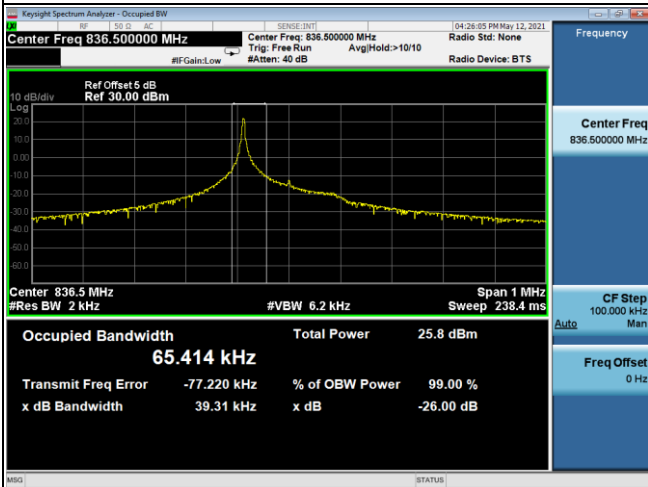 Keysight Spectrum Analyzer - Occupied BW
RF 50 Ω AC SENSE:INT 04:26:05 PM May 12, 2021
Center Freq 836.500000 MHz Center Freq: 836.500000 MHz Radio Std: None Frequency
Trig: Free Run Avg|Hold:>10/10
#IFGain:Low #Atten: 40 dB Radio Device: BTS
Ref Offset 5 dB
10 dB/div Ref 30.00 dBm
Log
20.0
10.0
0.00
-10.0
-20.0
-30.0
-40.0
-50.0
-60.0
Center Freq
836.500000 MHz
Center 836.5 MHz Span 1 MHz
#Res BW 2 kHz #VBW 6.2 kHz Sweep 238.4 ms
CF Step
100.000 kHz
Auto Man
Occupied Bandwidth Total Power 25.8 dBm
65.414 kHz
Freq Offset
0 Hz
Transmit Freq Error -77.220 kHz % of OBW Power 99.00 %
x dB Bandwidth 39.31 kHz x dB -26.00 dB
MSG STATUS